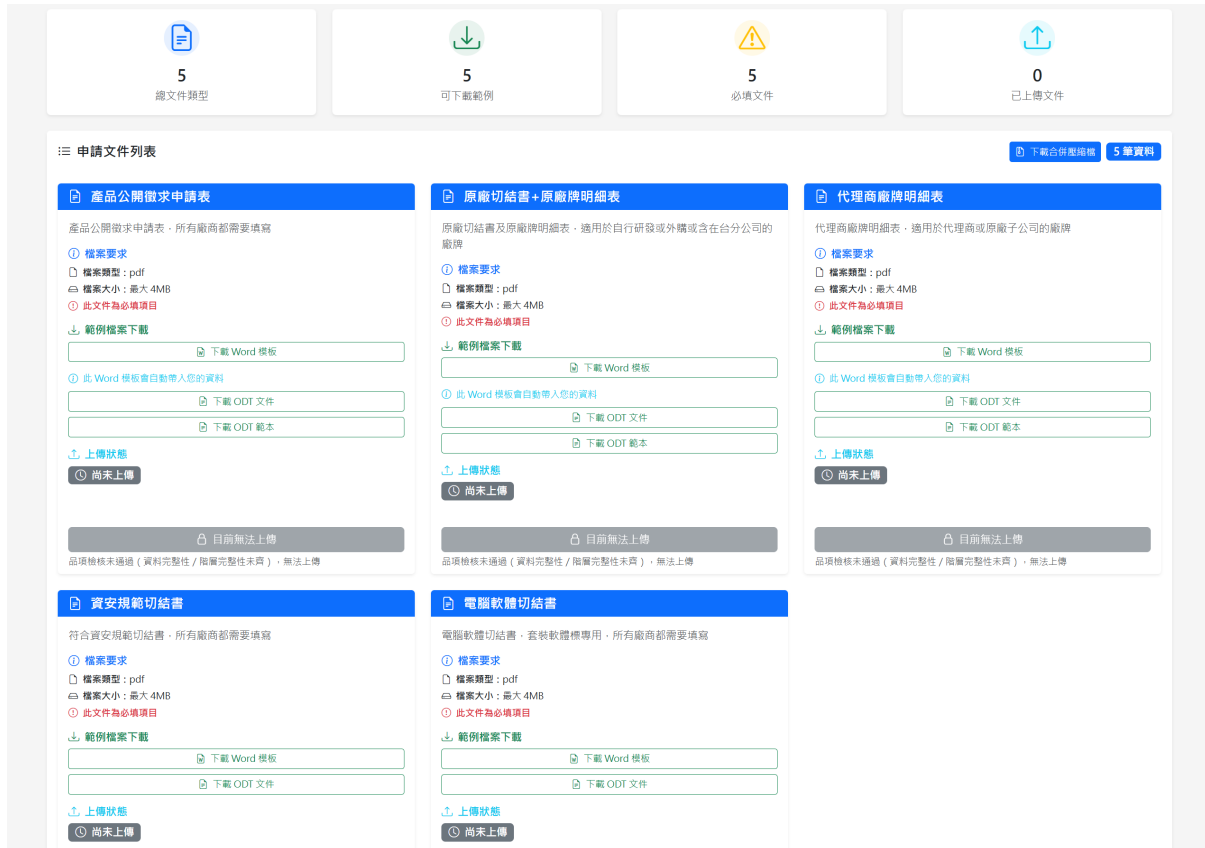 5
總文件類型
5
可下載範例
5
必填文件
0
已上傳文件
申請文件列表
下載合併壓縮檔
5 筆資料
產品公開徵求申請表
產品公開徵求申請表，所有廠商都需要填寫
檔案要求
檔案類型：pdf
檔案大小：最大 4MB
此文件為必填項目
範例檔案下載
下載 Word 模板
此 Word 模板會自動帶入您的資料
下載 ODT 文件
下載 ODT 範本
上傳狀態
尚未上傳
目前無法上傳
品項檢核未通過（資料完整性 / 階層完整性未齊），無法上傳
原廠切結書+原廠牌明細表
原廠切結書及原廠牌明細表，適用於自行研發或外購或含在台分公司的
廠牌
檔案要求
檔案類型：pdf
檔案大小：最大 4MB
此文件為必填項目
範例檔案下載
下載 Word 模板
此 Word 模板會自動帶入您的資料
下載 ODT 文件
下載 ODT 範本
上傳狀態
尚未上傳
目前無法上傳
品項檢核未通過（資料完整性 / 階層完整性未齊），無法上傳
代理商廠牌明細表
代理商廠牌明細表，適用於代理商或原廠子公司的廠牌
檔案要求
檔案類型：pdf
檔案大小：最大 4MB
此文件為必填項目
範例檔案下載
下載 Word 模板
此 Word 模板會自動帶入您的資料
下載 ODT 文件
下載 ODT 範本
上傳狀態
尚未上傳
目前無法上傳
品項檢核未通過（資料完整性 / 階層完整性未齊），無法上傳
資安規範切結書
符合資安規範切結書，所有廠商都需要填寫
檔案要求
檔案類型：pdf
檔案大小：最大 4MB
此文件為必填項目
範例檔案下載
下載 Word 模板
下載 ODT 文件
上傳狀態
尚未上傳
電腦軟體切結書
電腦軟體切結書，套裝軟體標專用，所有廠商都需要填寫
檔案要求
檔案類型：pdf
檔案大小：最大 4MB
此文件為必填項目
範例檔案下載
下載 Word 模板
下載 ODT 文件
上傳狀態
尚未上傳